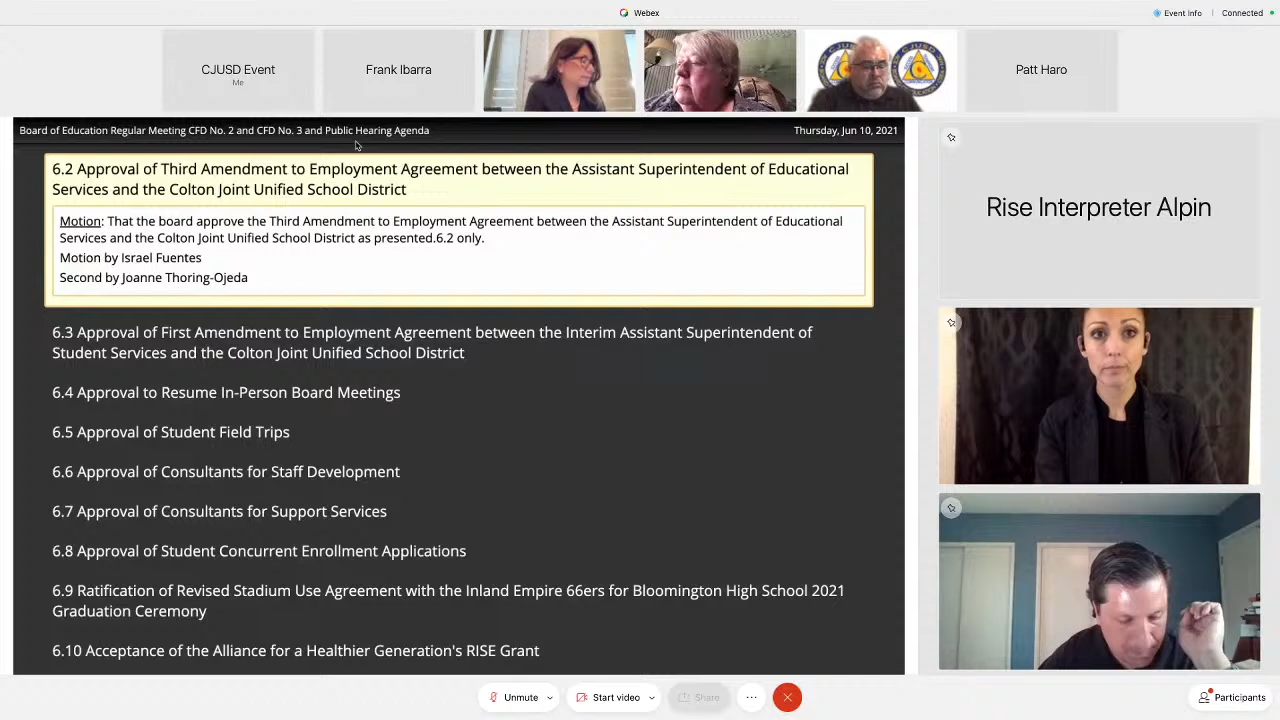 Webex
Event Info
Connected
CJUSD Event
Me
Frank Ibarra
Patt Haro
Board of Education Regular Meeting CFD No. 2 and CFD No. 3 and Public Hearing Agenda
Thursday, Jun 10, 2021
6.2 Approval of Third Amendment to Employment Agreement between the Assistant Superintendent of Educational
Services and the Colton Joint Unified School District
Motion: That the board approve the Third Amendment to Employment Agreement between the Assistant Superintendent of Educational
Services and the Colton Joint Unified School District as presented.6.2 only.
Motion by Israel Fuentes
Second by Joanne Thoring-Ojeda
6.3 Approval of First Amendment to Employment Agreement between the Interim Assistant Superintendent of
Student Services and the Colton Joint Unified School District
6.4 Approval to Resume In-Person Board Meetings
6.5 Approval of Student Field Trips
6.6 Approval of Consultants for Staff Development
6.7 Approval of Consultants for Support Services
6.8 Approval of Student Concurrent Enrollment Applications
6.9 Ratification of Revised Stadium Use Agreement with the Inland Empire 66ers for Bloomington High School 2021
Graduation Ceremony
6.10 Acceptance of the Alliance for a Healthier Generation's RISE Grant
Rise Interpreter Alpin
Unmute
Start video
Share
Participants